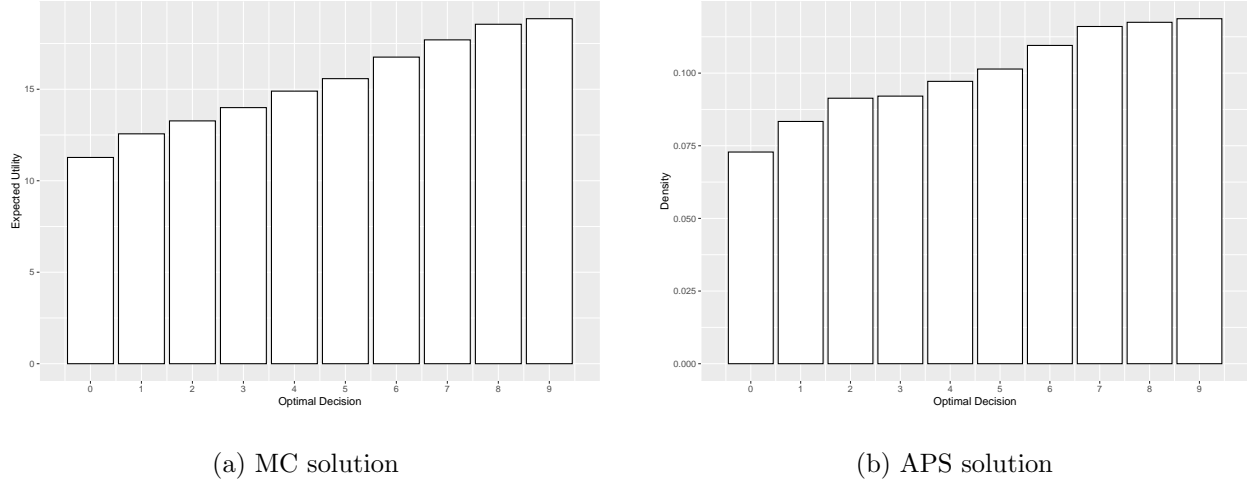 15
10
5
0
Expected Utility
0 1 2 3 4 5 6 7 8 9
Optimal Decision
(a) MC solution
0.100
0.075
0.050
0.025
0.000
Density
0 1 2 3 4 5 6 7 8 9
Optimal Decision
(b) APS solution